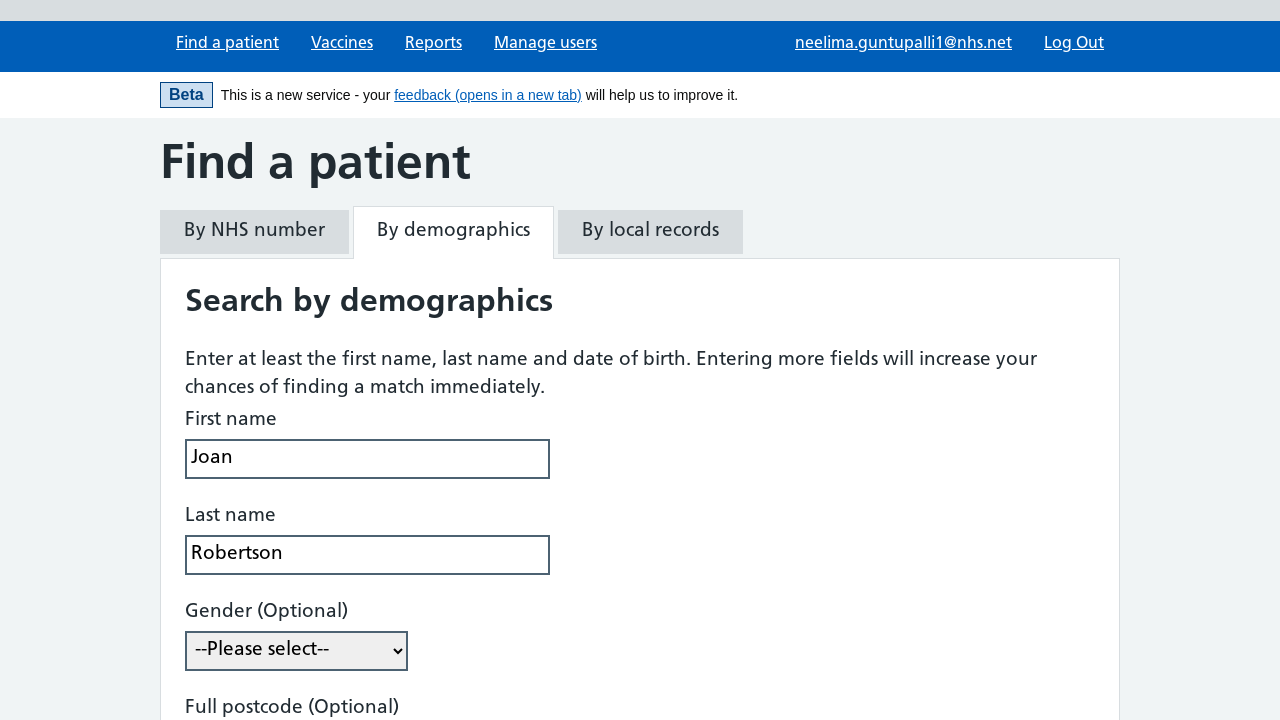 Find a patient Vaccines Reports Manage users neelima.guntupalli1@nhs.net Log Out
Beta This is a new service - your feedback (opens in a new tab) will help us to improve it.
Find a patient
By NHS number By demographics By local records
Search by demographics
Enter at least the first name, last name and date of birth. Entering more fields will increase your
chances of finding a match immediately.
First name
Joan
Last name
Robertson
Gender (Optional)
--Please select--
Full postcode (Optional)